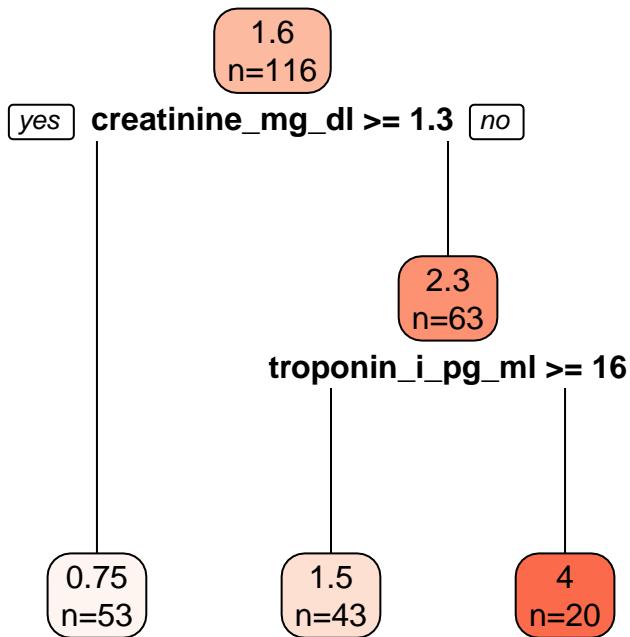 1.6
n=116
yes creatinine_mg_dl >= 1.3 no
2.3
n=63
troponin_i_pg_ml >= 16
0.75
n=53
1.5
n=43
4
n=20